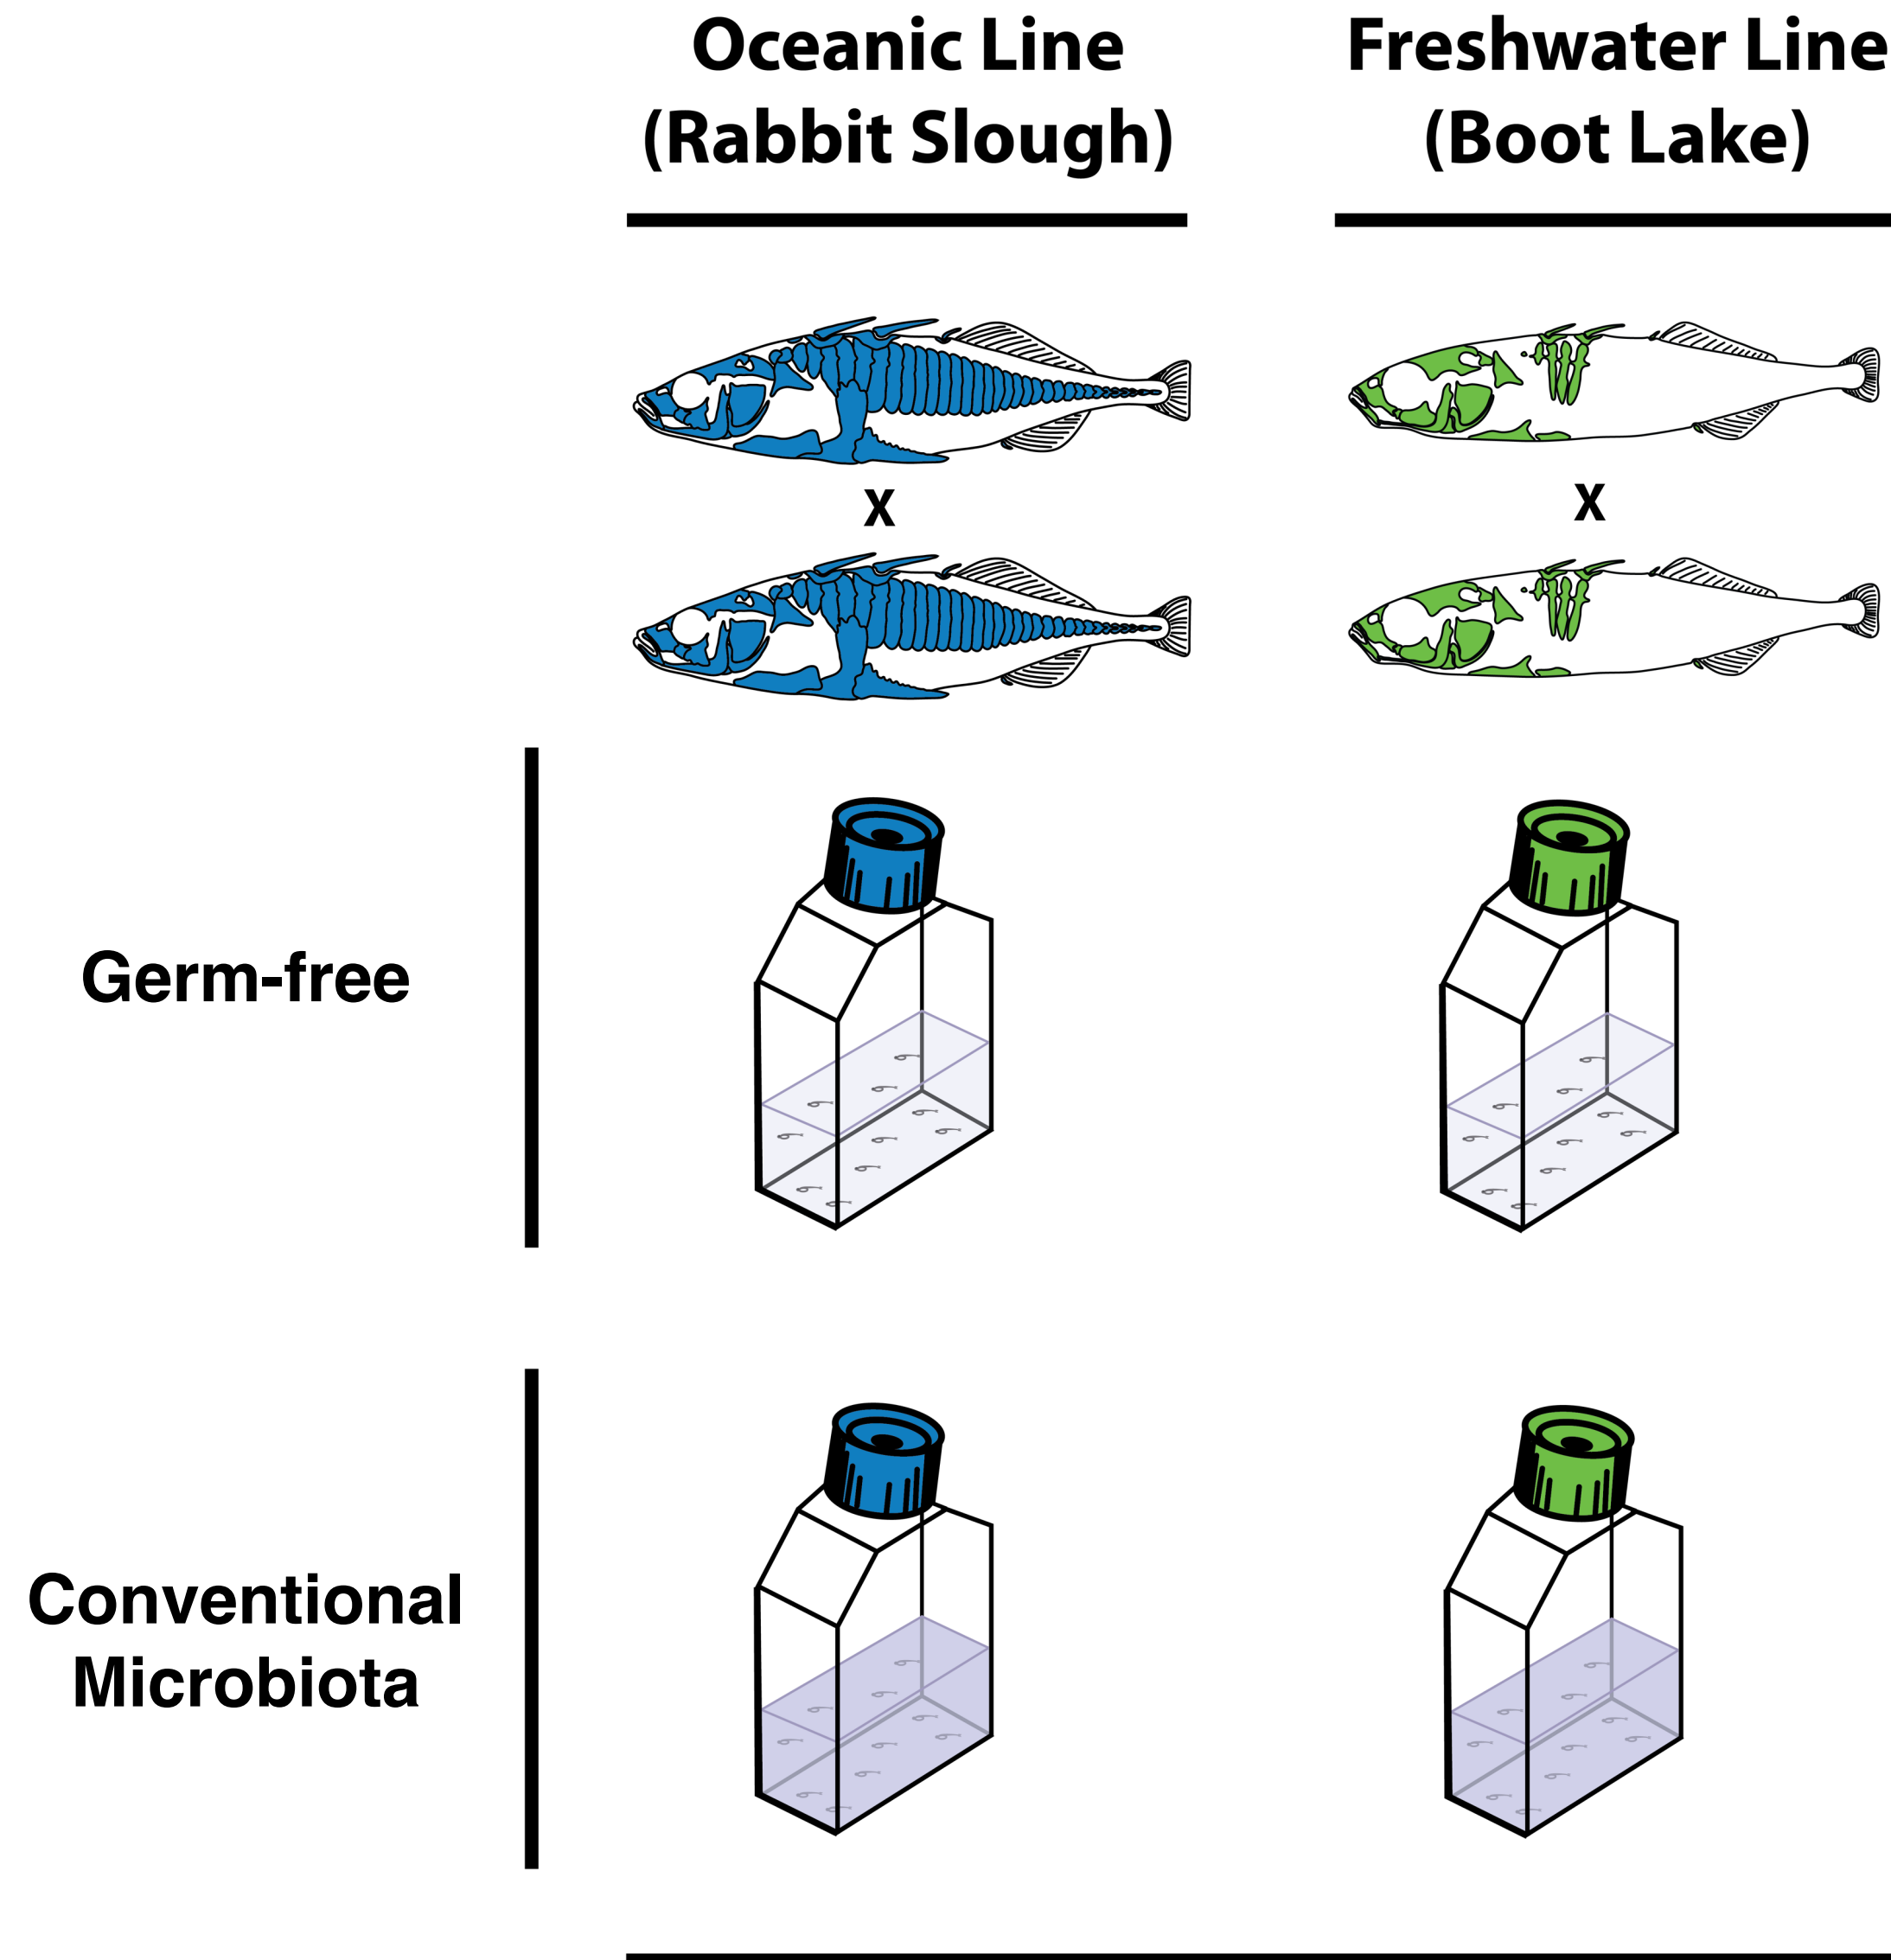 Oceanic Line
(Rabbit Slough)
Freshwater Line
(Boot Lake)
X
X
Germ-free
Conventional
Microbiota